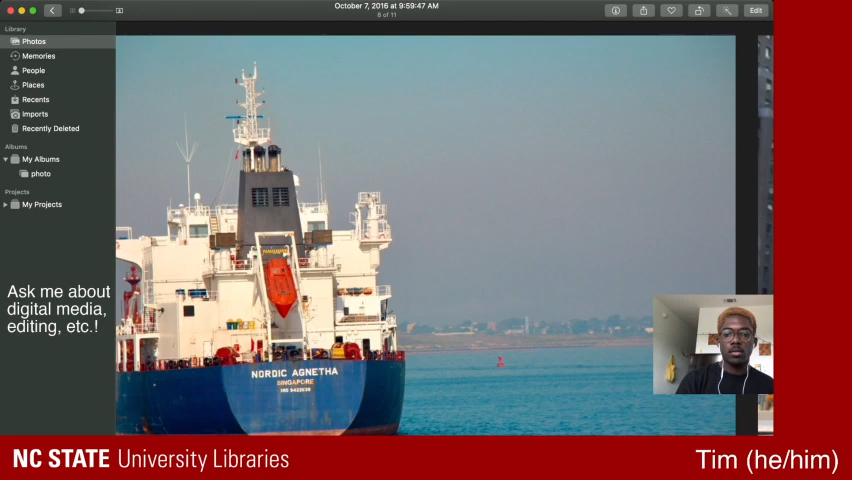 October 7, 2016 at 9:59:47 AM
8 of 11
Edit
Library
Photos
Memories
People
Places
Recents
Imports
Recently Deleted
Albums
My Albums
photo
Projects
My Projects
Ask me about
digital media,
editing, etc.!
NORDIC AGNETHA
SINGAPORE
NC STATE University Libraries
Tim (he/him)